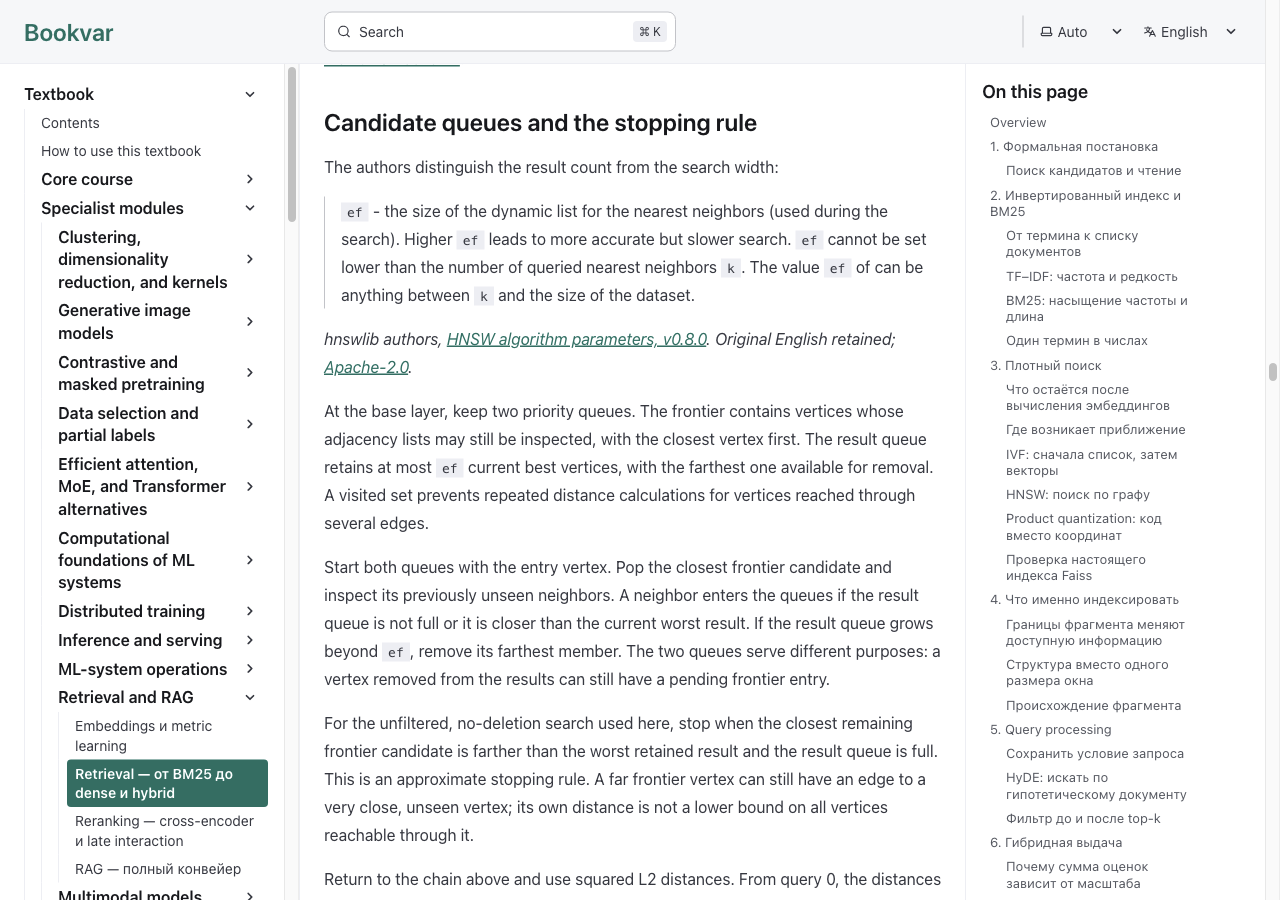 Bookvar
Search
⌘ K
Auto
English
Textbook
Contents
How to use this textbook
Core course
Specialist modules
Clustering,
dimensionality
reduction, and kernels
Generative image
models
Contrastive and
masked pretraining
Data selection and
partial labels
Efficient attention,
MoE, and Transformer
alternatives
Computational
foundations of ML
systems
Distributed training
Inference and serving
ML-system operations
Retrieval and RAG
Embeddings и metric
learning
Retrieval — от BM25 до
dense и hybrid
Reranking — cross-encoder
и late interaction
RAG — полный конвейер
Multimodal models
Candidate queues and the stopping rule
The authors distinguish the result count from the search width:
ef - the size of the dynamic list for the nearest neighbors (used during the
search). Higher ef leads to more accurate but slower search. ef cannot be set
lower than the number of queried nearest neighbors k. The value ef of can be
anything between k and the size of the dataset.
hnswlib authors, HNSW algorithm parameters, v0.8.0. Original English retained;
Apache-2.0.
At the base layer, keep two priority queues. The frontier contains vertices whose
adjacency lists may still be inspected, with the closest vertex first. The result queue
retains at most ef current best vertices, with the farthest one available for removal.
A visited set prevents repeated distance calculations for vertices reached through
several edges.
Start both queues with the entry vertex. Pop the closest frontier candidate and
inspect its previously unseen neighbors. A neighbor enters the queues if the result
queue is not full or it is closer than the current worst result. If the result queue grows
beyond ef, remove its farthest member. The two queues serve different purposes: a
vertex removed from the results can still have a pending frontier entry.
For the unfiltered, no-deletion search used here, stop when the closest remaining
frontier candidate is farther than the worst retained result and the result queue is full.
This is an approximate stopping rule. A far frontier vertex can still have an edge to a
very close, unseen vertex; its own distance is not a lower bound on all vertices
reachable through it.
Return to the chain above and use squared L2 distances. From query 0, the distances
On this page
Overview
1. Формальная постановка
Поиск кандидатов и чтение
2. Инвертированный индекс и
BM25
От термина к списку
документов
TF–IDF: частота и редкость
BM25: насыщение частоты и
длина
Один термин в числах
3. Плотный поиск
Что остаётся после
вычисления эмбеддингов
Где возникает приближение
IVF: сначала список, затем
векторы
HNSW: поиск по графу
Product quantization: код
вместо координат
Проверка настоящего
индекса Faiss
4. Что именно индексировать
Границы фрагмента меняют
доступную информацию
Структура вместо одного
размера окна
Происхождение фрагмента
5. Query processing
Сохранить условие запроса
HyDE: искать по
гипотетическому документу
Фильтр до и после top-k
6. Гибридная выдача
Почему сумма оценок
зависит от масштаба